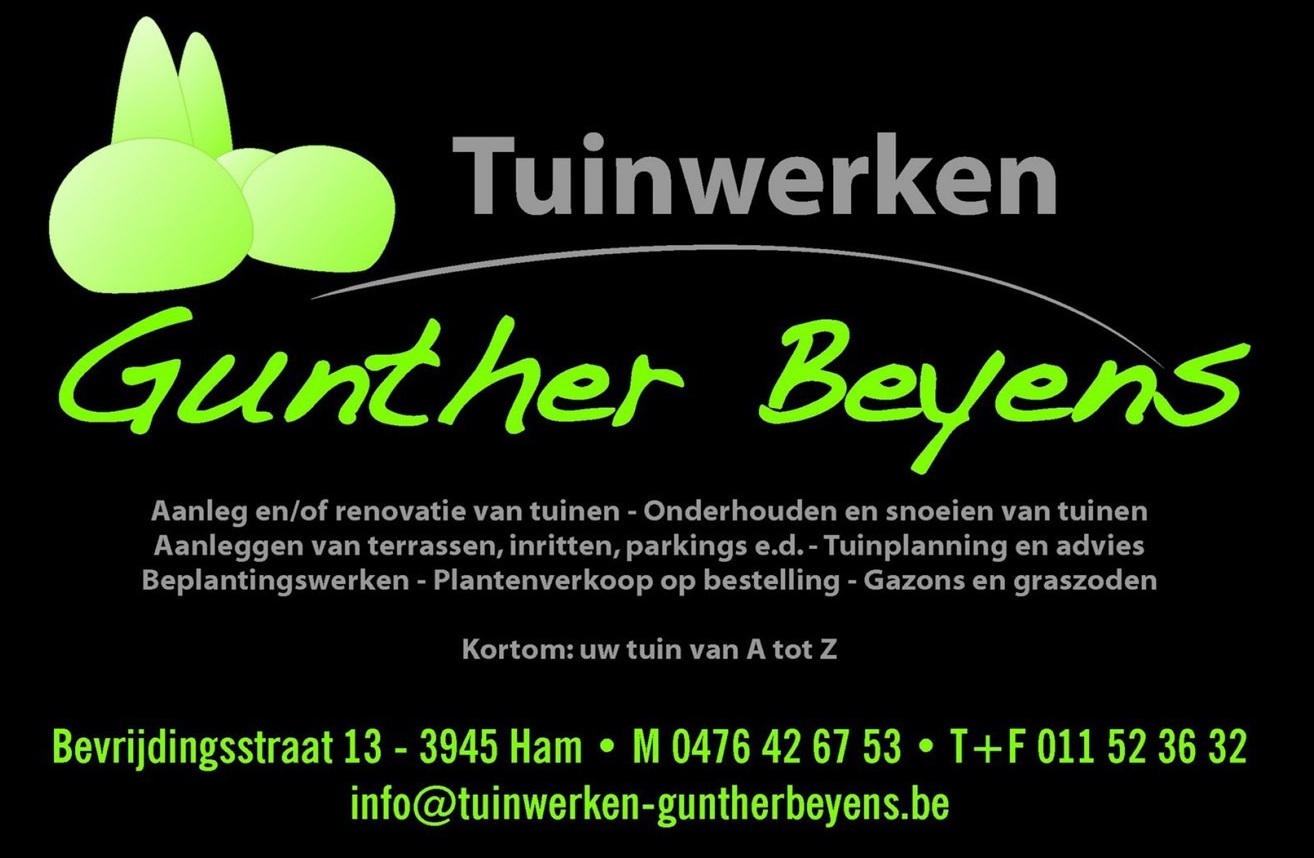 Tuinwerken
Gunther Beyens
Aanleg en/of renovatie van tuinen - Onderhouden en snoeien van tuinen
Aanleggen van terrassen, inritten, parkings e.d. - Tuinplanning en advies
Beplantingswerken - Plantenverkoop op bestelling - Gazons en graszoden
Kortom: uw tuin van A tot Z
Bevrijdingsstraat 13 - 3945 Ham • M 0476 42 67 53 • T+F 011 52 36 32
info@tuinwerken-guntherbeyens.be